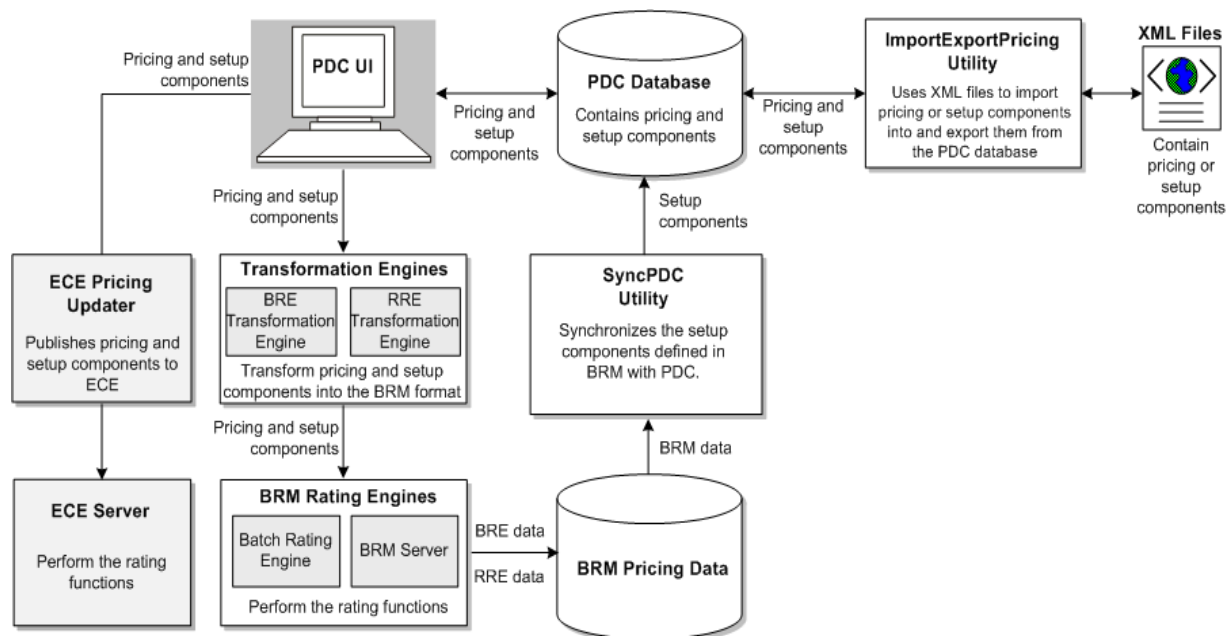 Pricing and setup
components
PDC UI
Pricing and
setup
components
PDC Database
Contains pricing and
setup components
Pricing and
setup
components
ImportExportPricing
Utility
Uses XML files to import
pricing or setup components
into and export them from
the PDC database
XML Files
Contain
pricing or
setup
components
Pricing and setup
components
Setup
components
ECE Pricing
Updater
Publishes pricing and
setup components to
ECE
Transformation Engines
BRE
Transformation
Engine
RRE
Transformation
Engine
Transform pricing and setup
components into the BRM format
SyncPDC
Utility
Synchronizes the setup
components defined in
BRM with PDC.
Pricing and setup
components
BRM data
ECE Server
Perform the rating
functions
BRM Rating Engines
Batch Rating
Engine
BRM Server
Perform the rating functions
BRE data
RRE data
BRM Pricing Data